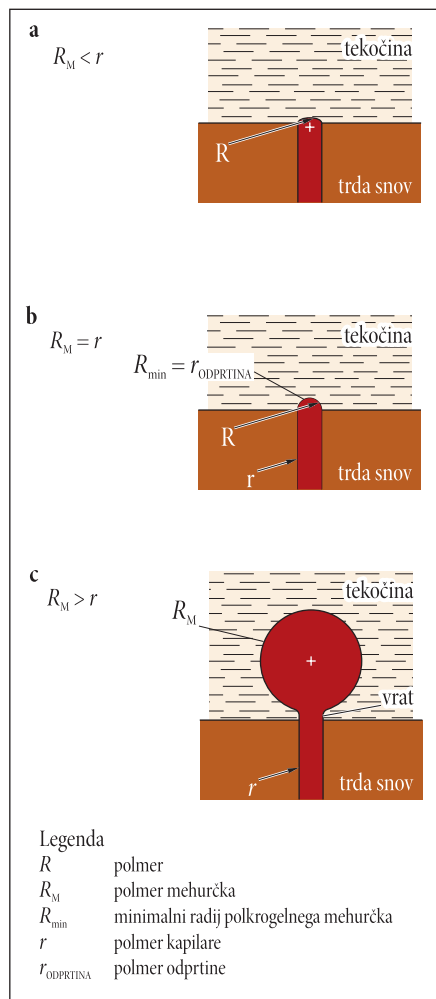 a
R_M < r
tekočina
R
trda snov
b
R_M = r
tekočina
R_min = r_ODPRTINA
R
r
trda snov
c
R_M > r
tekočina
R_M
vrat
r
trda snov
Legenda
R polmer
R_M polmer mehurčka
R_min minimalni radij polkrogelnega mehurčka
r polmer kapilare
r_ODPRTINA polmer odprtine